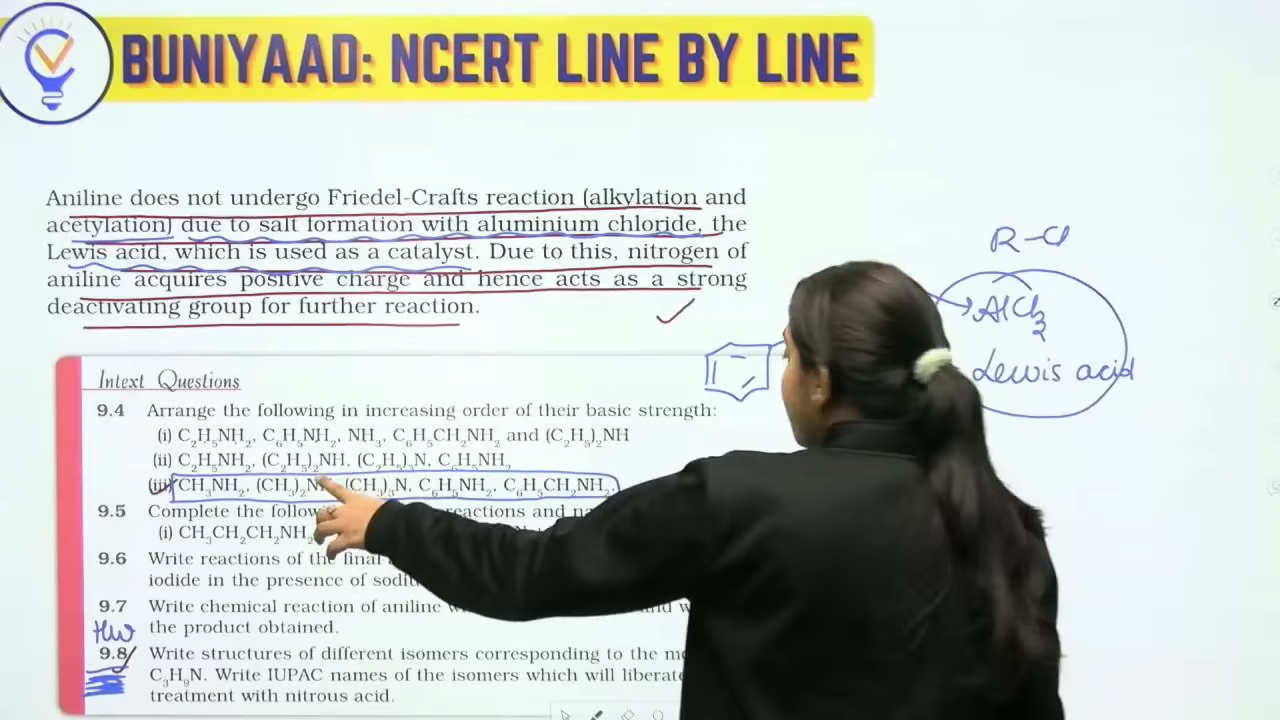 BUNIYAAD: NCERT LINE BY LINE
Aniline does not undergo Friedel-Crafts reaction (alkylation and
acetylation) due to salt formation with aluminium chloride, the
Lewis acid, which is used as a catalyst. Due to this, nitrogen of
aniline acquires positive charge and hence acts as a strong
deactivating group for further reaction.
R-Cl
AlCl₃
Lewis acid
Intext Questions
9.4 Arrange the following in increasing order of their basic strength:
(i) C₂H₅NH₂, C₆H₅NH₂, NH₃, C₆H₅CH₂NH₂ and (C₂H₅)₂NH
(ii) C₂H₅NH₂, (C₂H₅)₂NH, (C₂H₅)₃N, C₆H₅NH₂
(iii) CH₃NH₂, (CH₃)₂N (CH₃)₃N, C₆H₅NH₂, C₆H₅CH₂NH₂.
9.5 Complete the reactions and
(i) CH₃CH₂CH₂NH₂
9.6 Write reactions of the final
iodide in the presence of
9.7 Write chemical reaction of aniline
the product obtained.
HW
9.8 Write structures of different isomers corresponding to the
C₃H₉N. Write IUPAC names of the isomers which will liberate
treatment with nitrous acid.